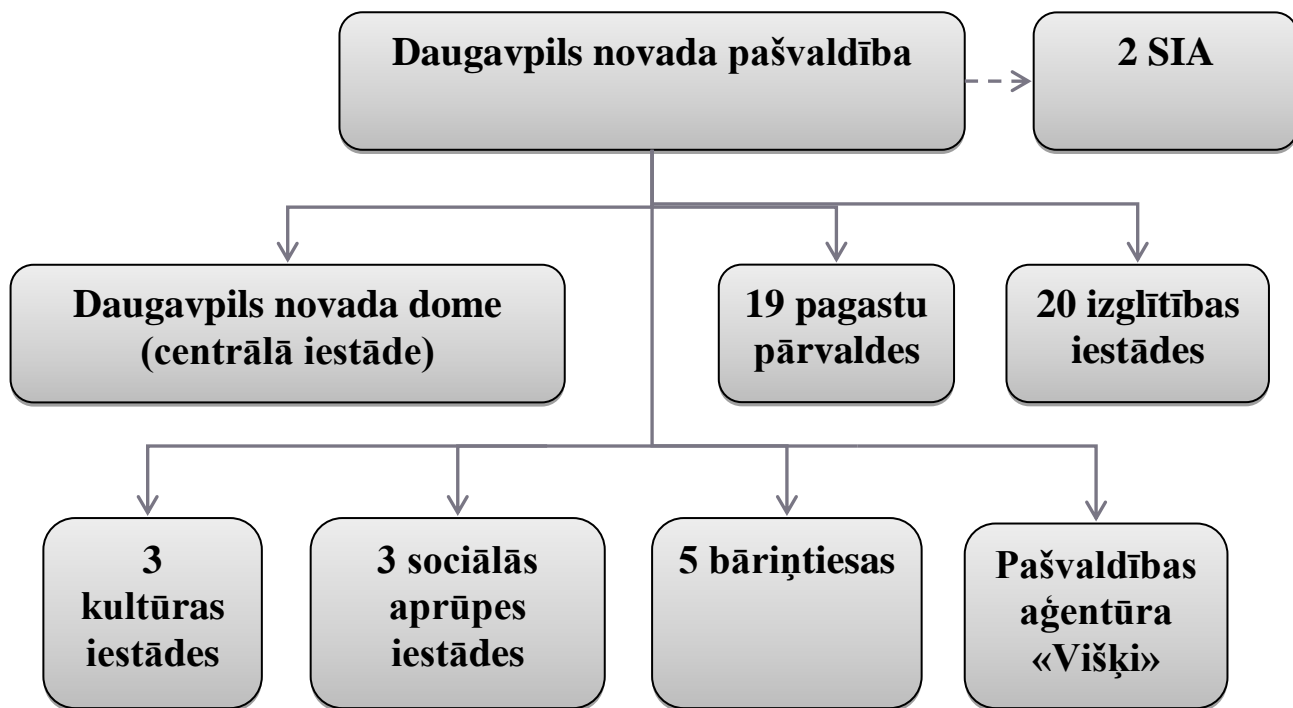 Daugavpils novada pašvaldība
2 SIA
Daugavpils novada dome
(centrālā iestāde)
19 pagastu
pārvaldes
20 izglītības
iestādes
3
kultūras
iestādes
3 sociālās
aprūpes
iestādes
5 bāriņtiesas
Pašvaldības
aģentūra
«Višķi»